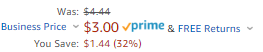 Was: $4.44
Business Price $3.00 prime & FREE Returns
You Save: $1.44 (32%)